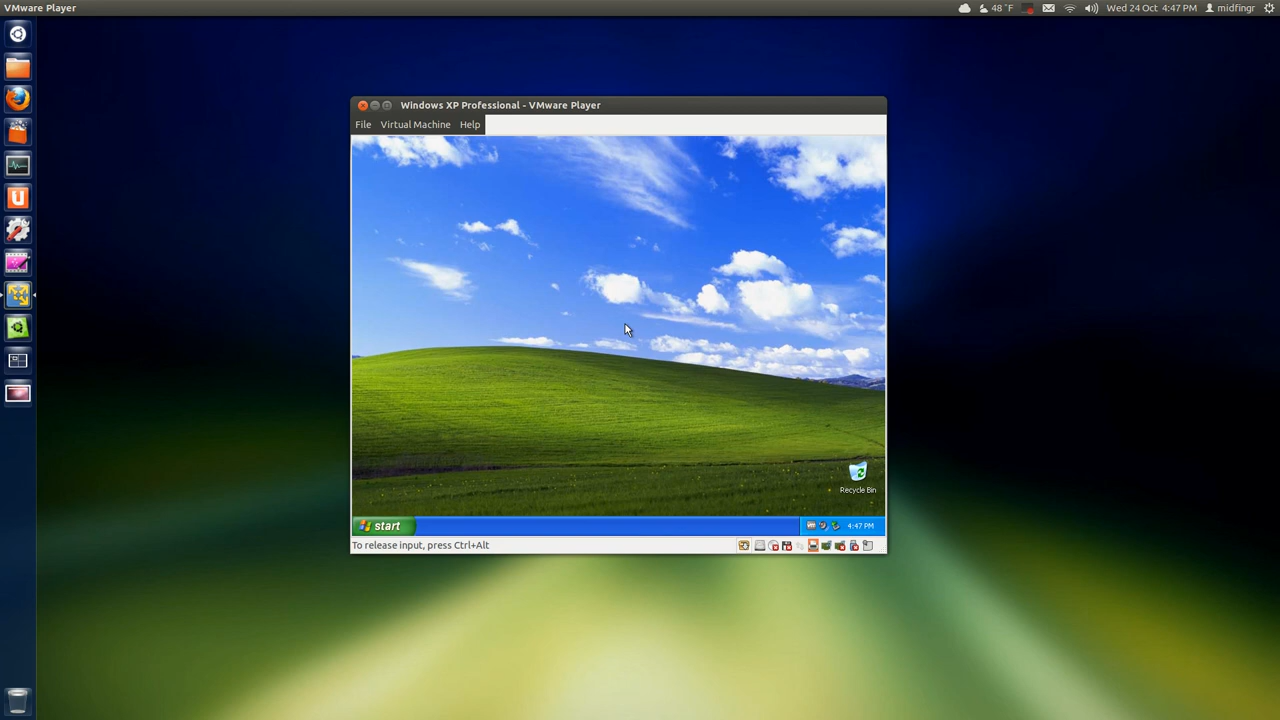 VMware Player
48 °F
Wed 24 Oct 4:47 PM
midfingr
Windows XP Professional - VMware Player
File Virtual Machine Help
Recycle Bin
start
4:47 PM
To release input, press Ctrl+Alt